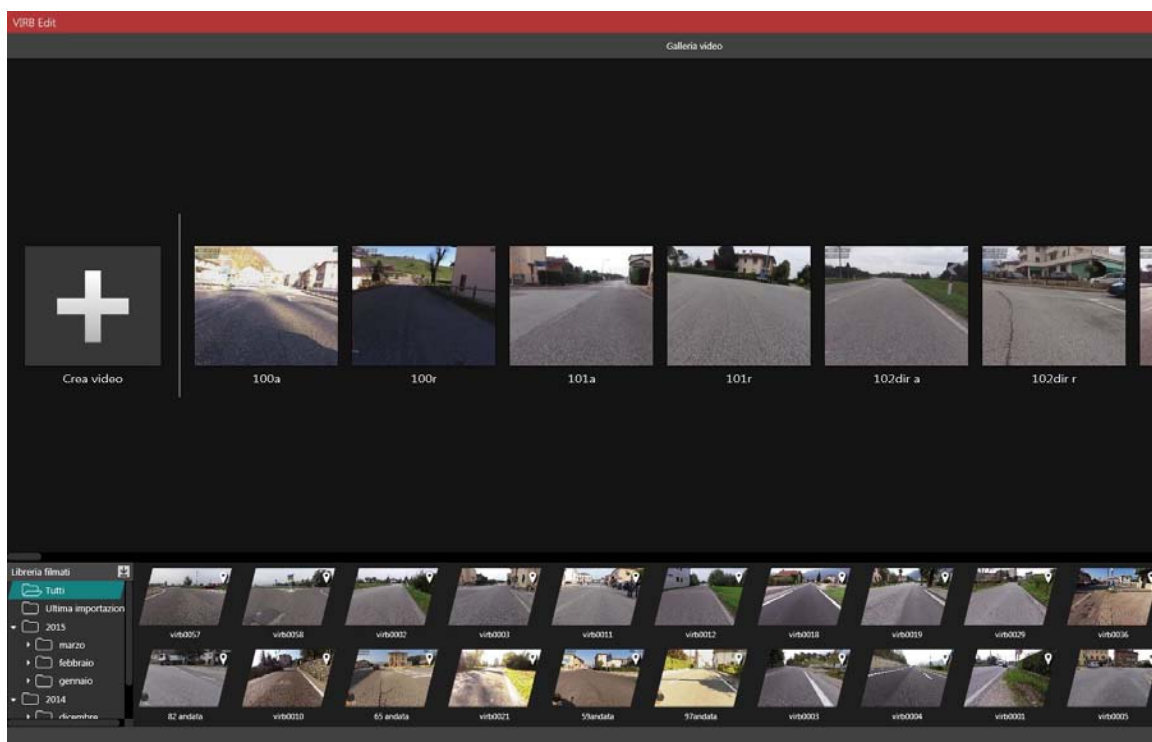 VIRB Edit
Galleria video
Crea video
100a
100r
101a
101r
102dir a
102dir r
Libreria filmati
Tutti
Ultima importazion
2015
marzo
febbraio
gennaio
2014
dicembre
virb0057
virb0058
virb0002
virb0003
virb0011
virb0012
virb0018
virb0019
virb0029
virb0036
82 andata
virb0010
65 andata
virb0021
59andata
97andata
virb0003
virb0004
virb0001
virb0005